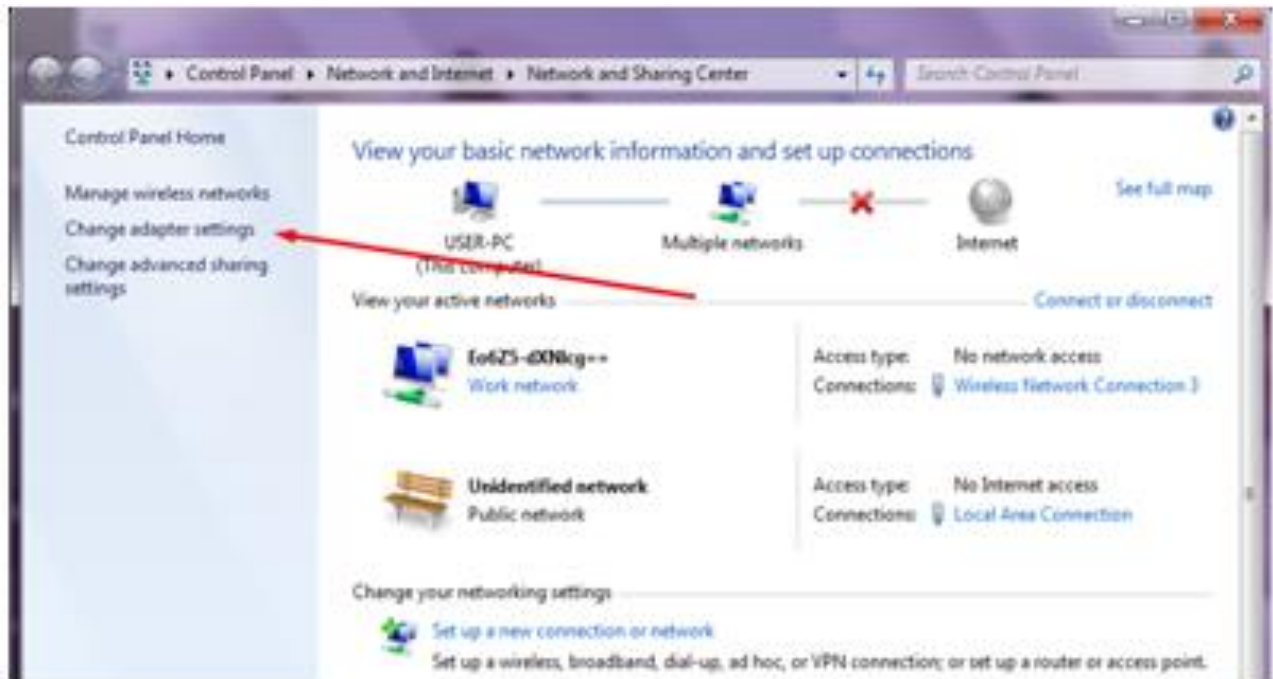 Control Panel ▸ Network and Internet ▸ Network and Sharing Center
Search Control Panel
Control Panel Home
Manage wireless networks
Change adapter settings
Change advanced sharing
settings
View your basic network information and set up connections
See full map
USER-PC
(This computer)
Multiple networks
Internet
View your active networks
Connect or disconnect
Work network
Access type: No network access
Connections: Wireless Network Connection 3
Unidentified network
Public network
Access type: No Internet access
Connections: Local Area Connection
Change your networking settings
Set up a new connection or network
Set up a wireless, broadband, dial-up, ad hoc, or VPN connection; or set up a router or access point.